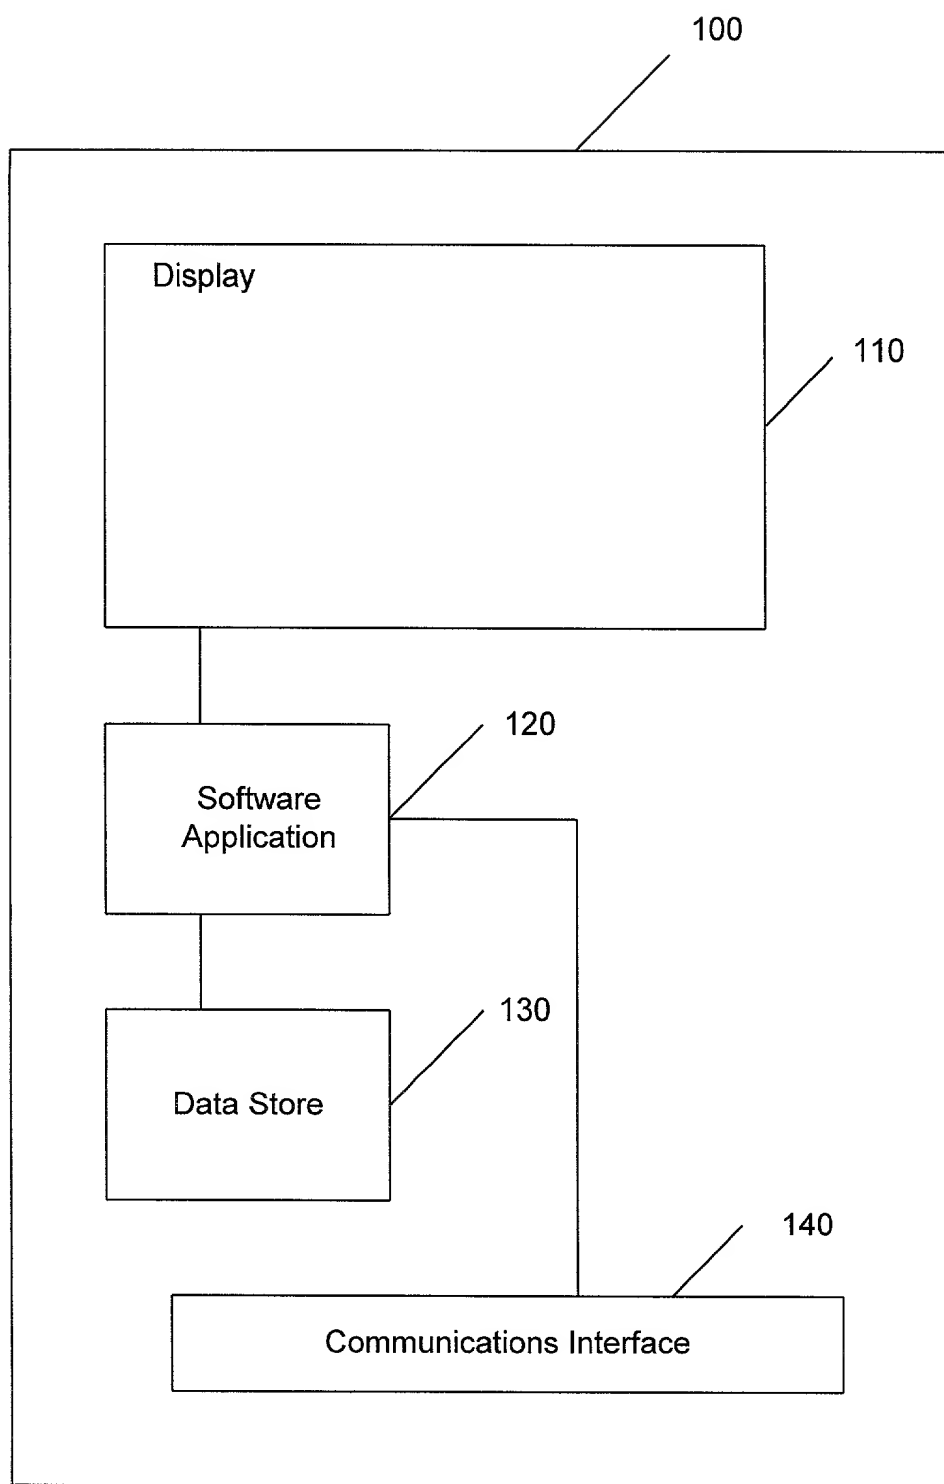 100
Display
110
120
Software
Application
130
Data Store
140
Communications Interface